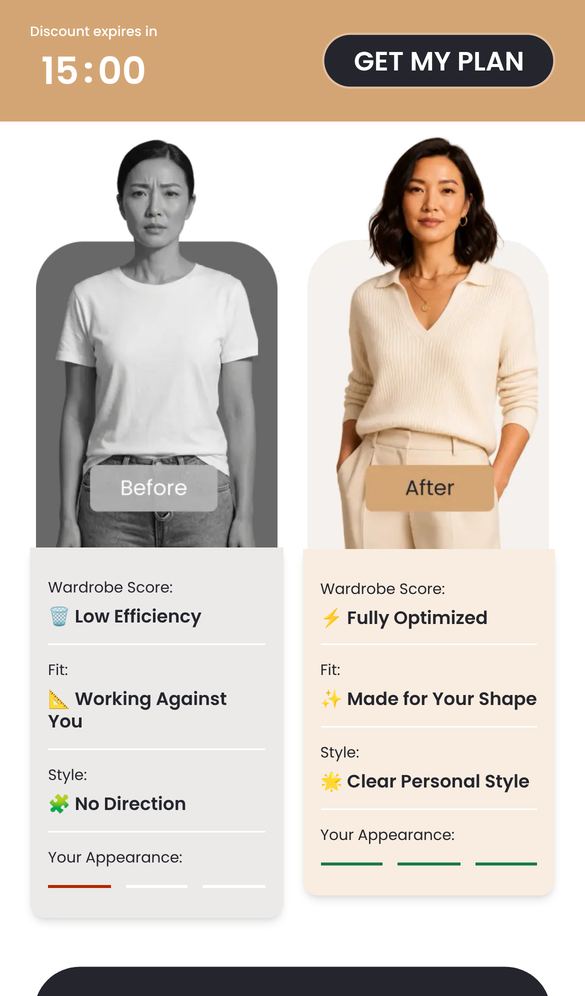 Discount expires in
15:00
GET MY PLAN
Before
After
Wardrobe Score:
🗑️ Low Efficiency
Fit:
📐 Working Against
You
Style:
🧩 No Direction
Your Appearance:
Wardrobe Score:
⚡ Fully Optimized
Fit:
✨ Made for Your Shape
Style:
🌟 Clear Personal Style
Your Appearance: